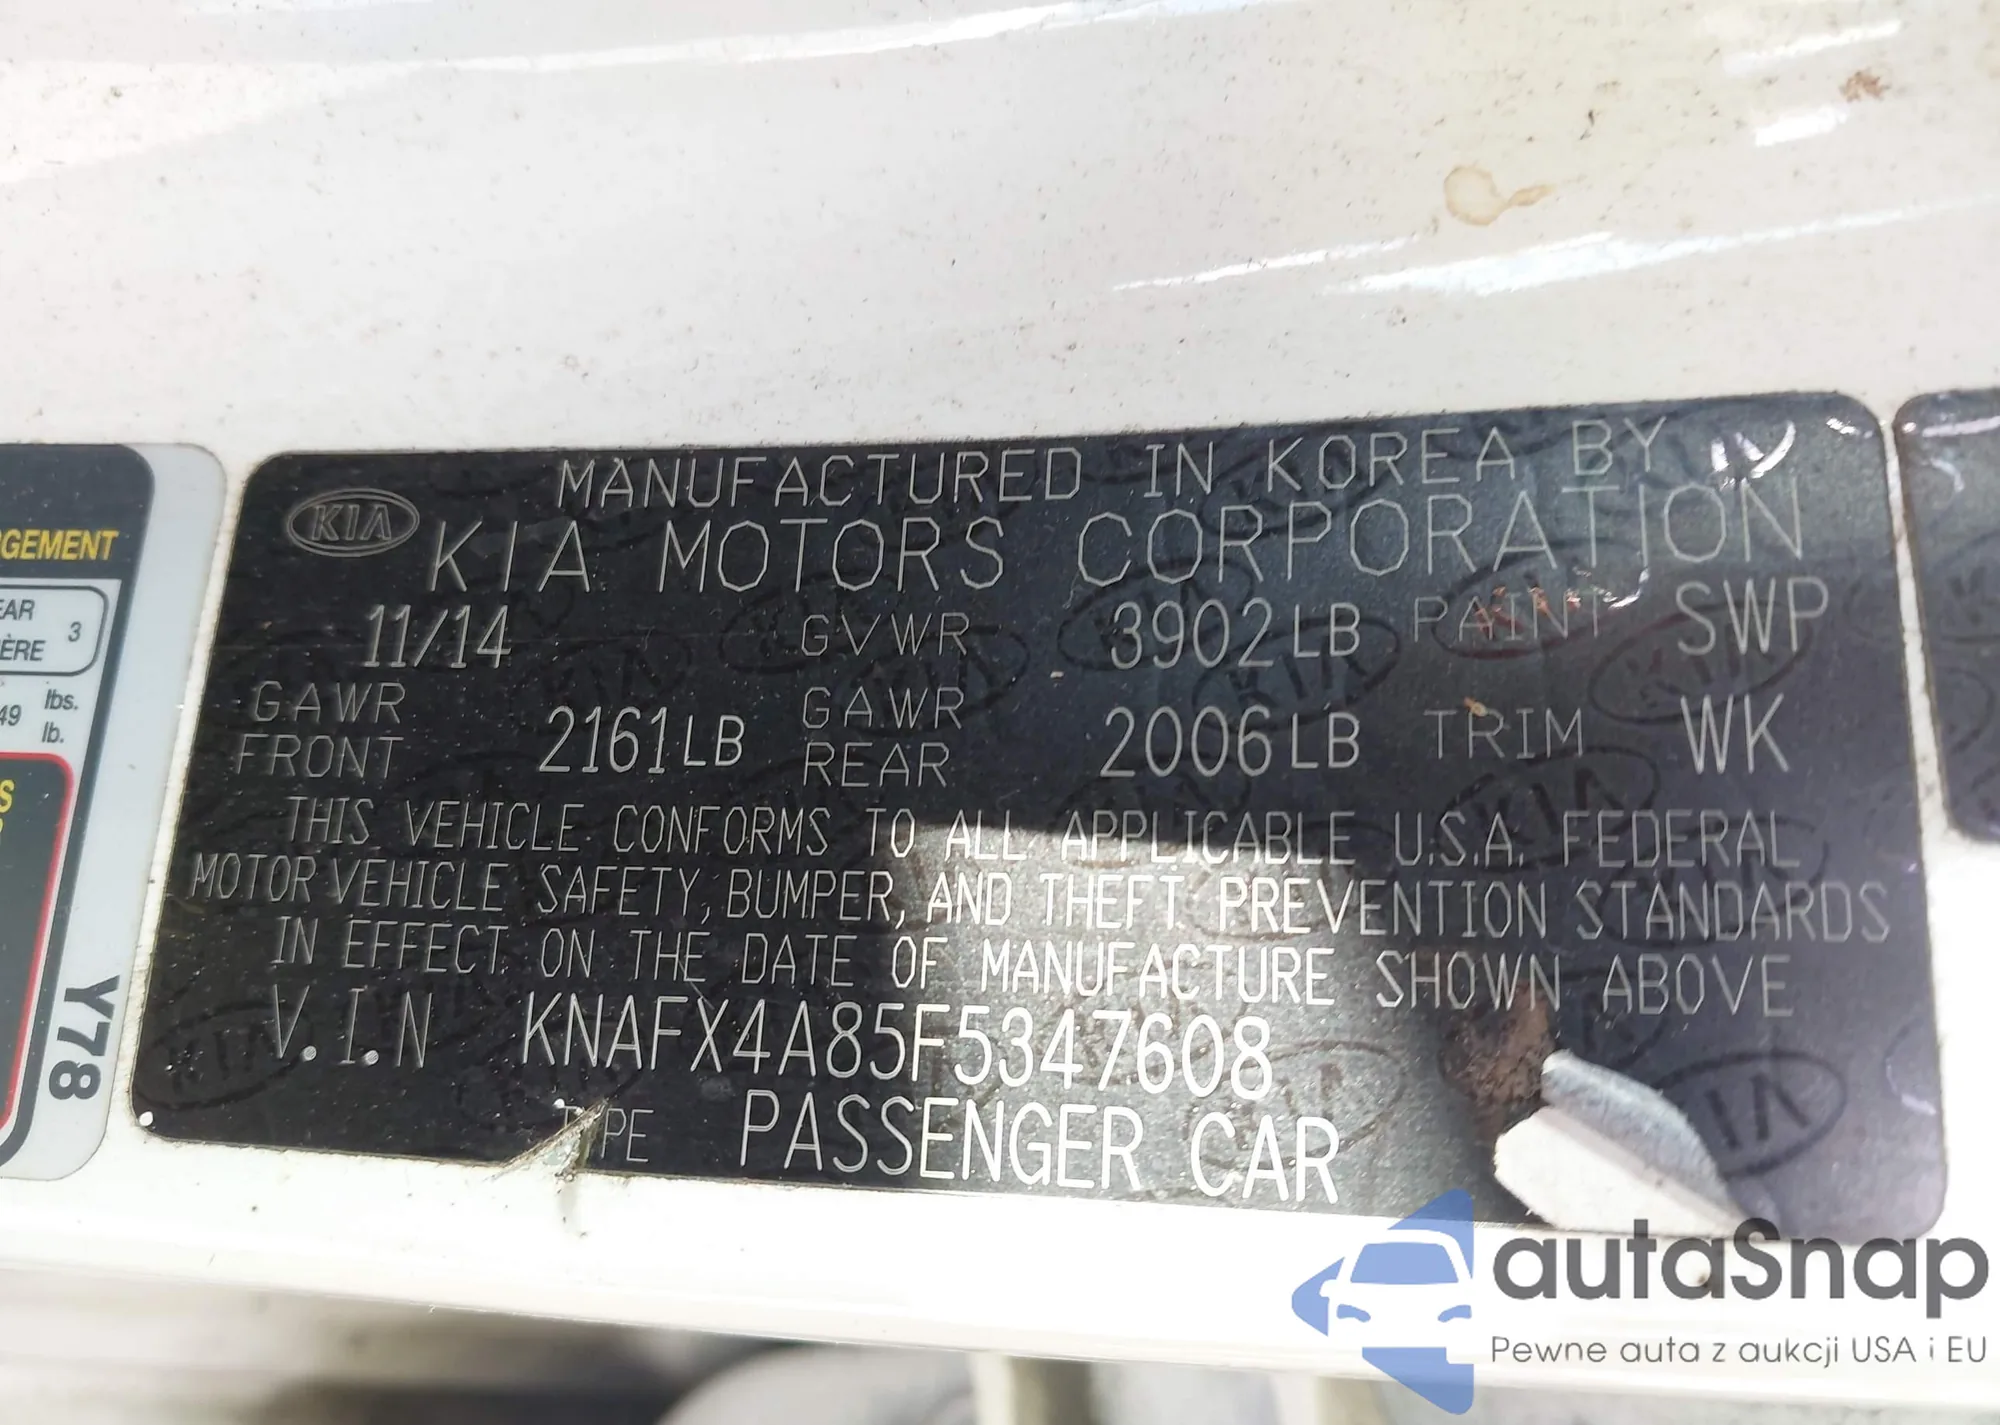 KIA
MANUFACTURED IN KOREA BY
KIA MOTORS CORPORATION
11/14 GVWR 3902LB PAINT SWP
GAWR FRONT 2161LB GAWR REAR 2006LB TRIM WK
THIS VEHICLE CONFORMS TO ALL APPLICABLE U.S.A. FEDERAL
MOTOR VEHICLE SAFETY, BUMPER, AND THEFT PREVENTION STANDARDS
IN EFFECT ON THE DATE OF MANUFACTURE SHOWN ABOVE
V.I.N KNAFX4A85F5347608
TYPE PASSENGER CAR
3
lbs.
lb.
Y78
autaSnap
Pewne auta z aukcji USA i EU